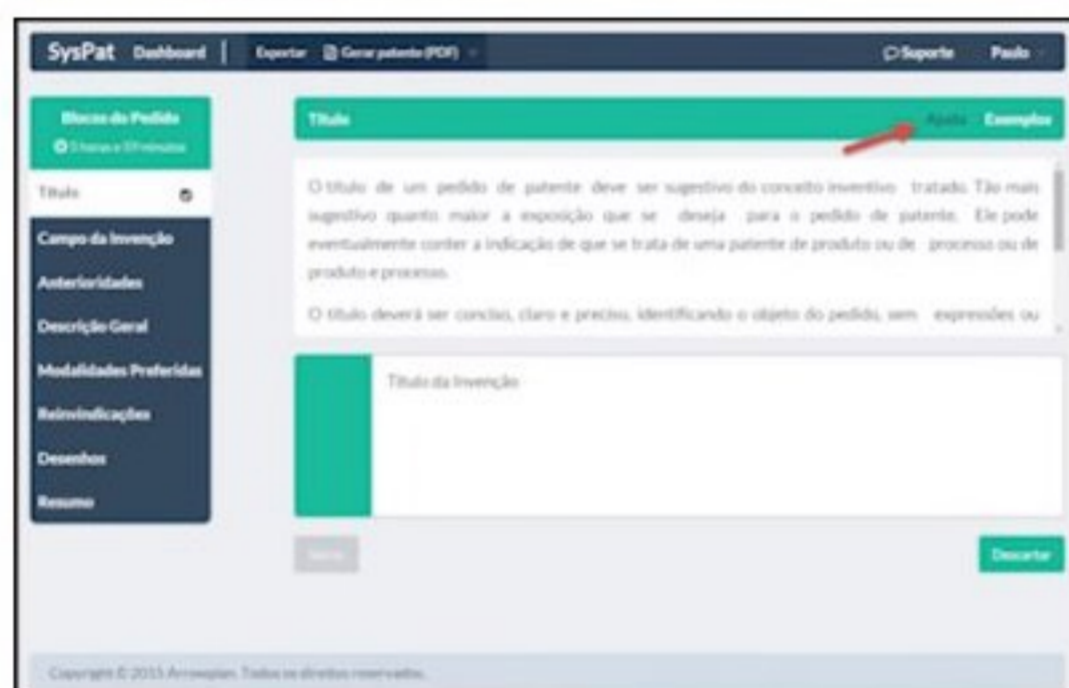 SysPat Dashboard | Exportar Gerar patente (PDF) Suporte Paulo
Blocos do Pedido
5 horas e 59 minutos
Título
Campo da Invenção
Anterioridades
Descrição Geral
Modalidades Preferidas
Reinvindicações
Desenhos
Resumo
Título Ajuda Exemplos
O título de um pedido de patente deve ser sugestivo do conceito inventivo tratado. Tão mais
sugestivo quanto maior a exposição que se deseja para o pedido de patente. Ele pode
eventualmente conter a indicação de que se trata de uma patente de produto ou de processo ou de
produto e processo.
O título deverá ser conciso, claro e preciso, identificando o objeto do pedido, sem expressões ou
Título da Invenção
Descartar
Copyright © 2015 Arrowplan. Todos os direitos reservados.